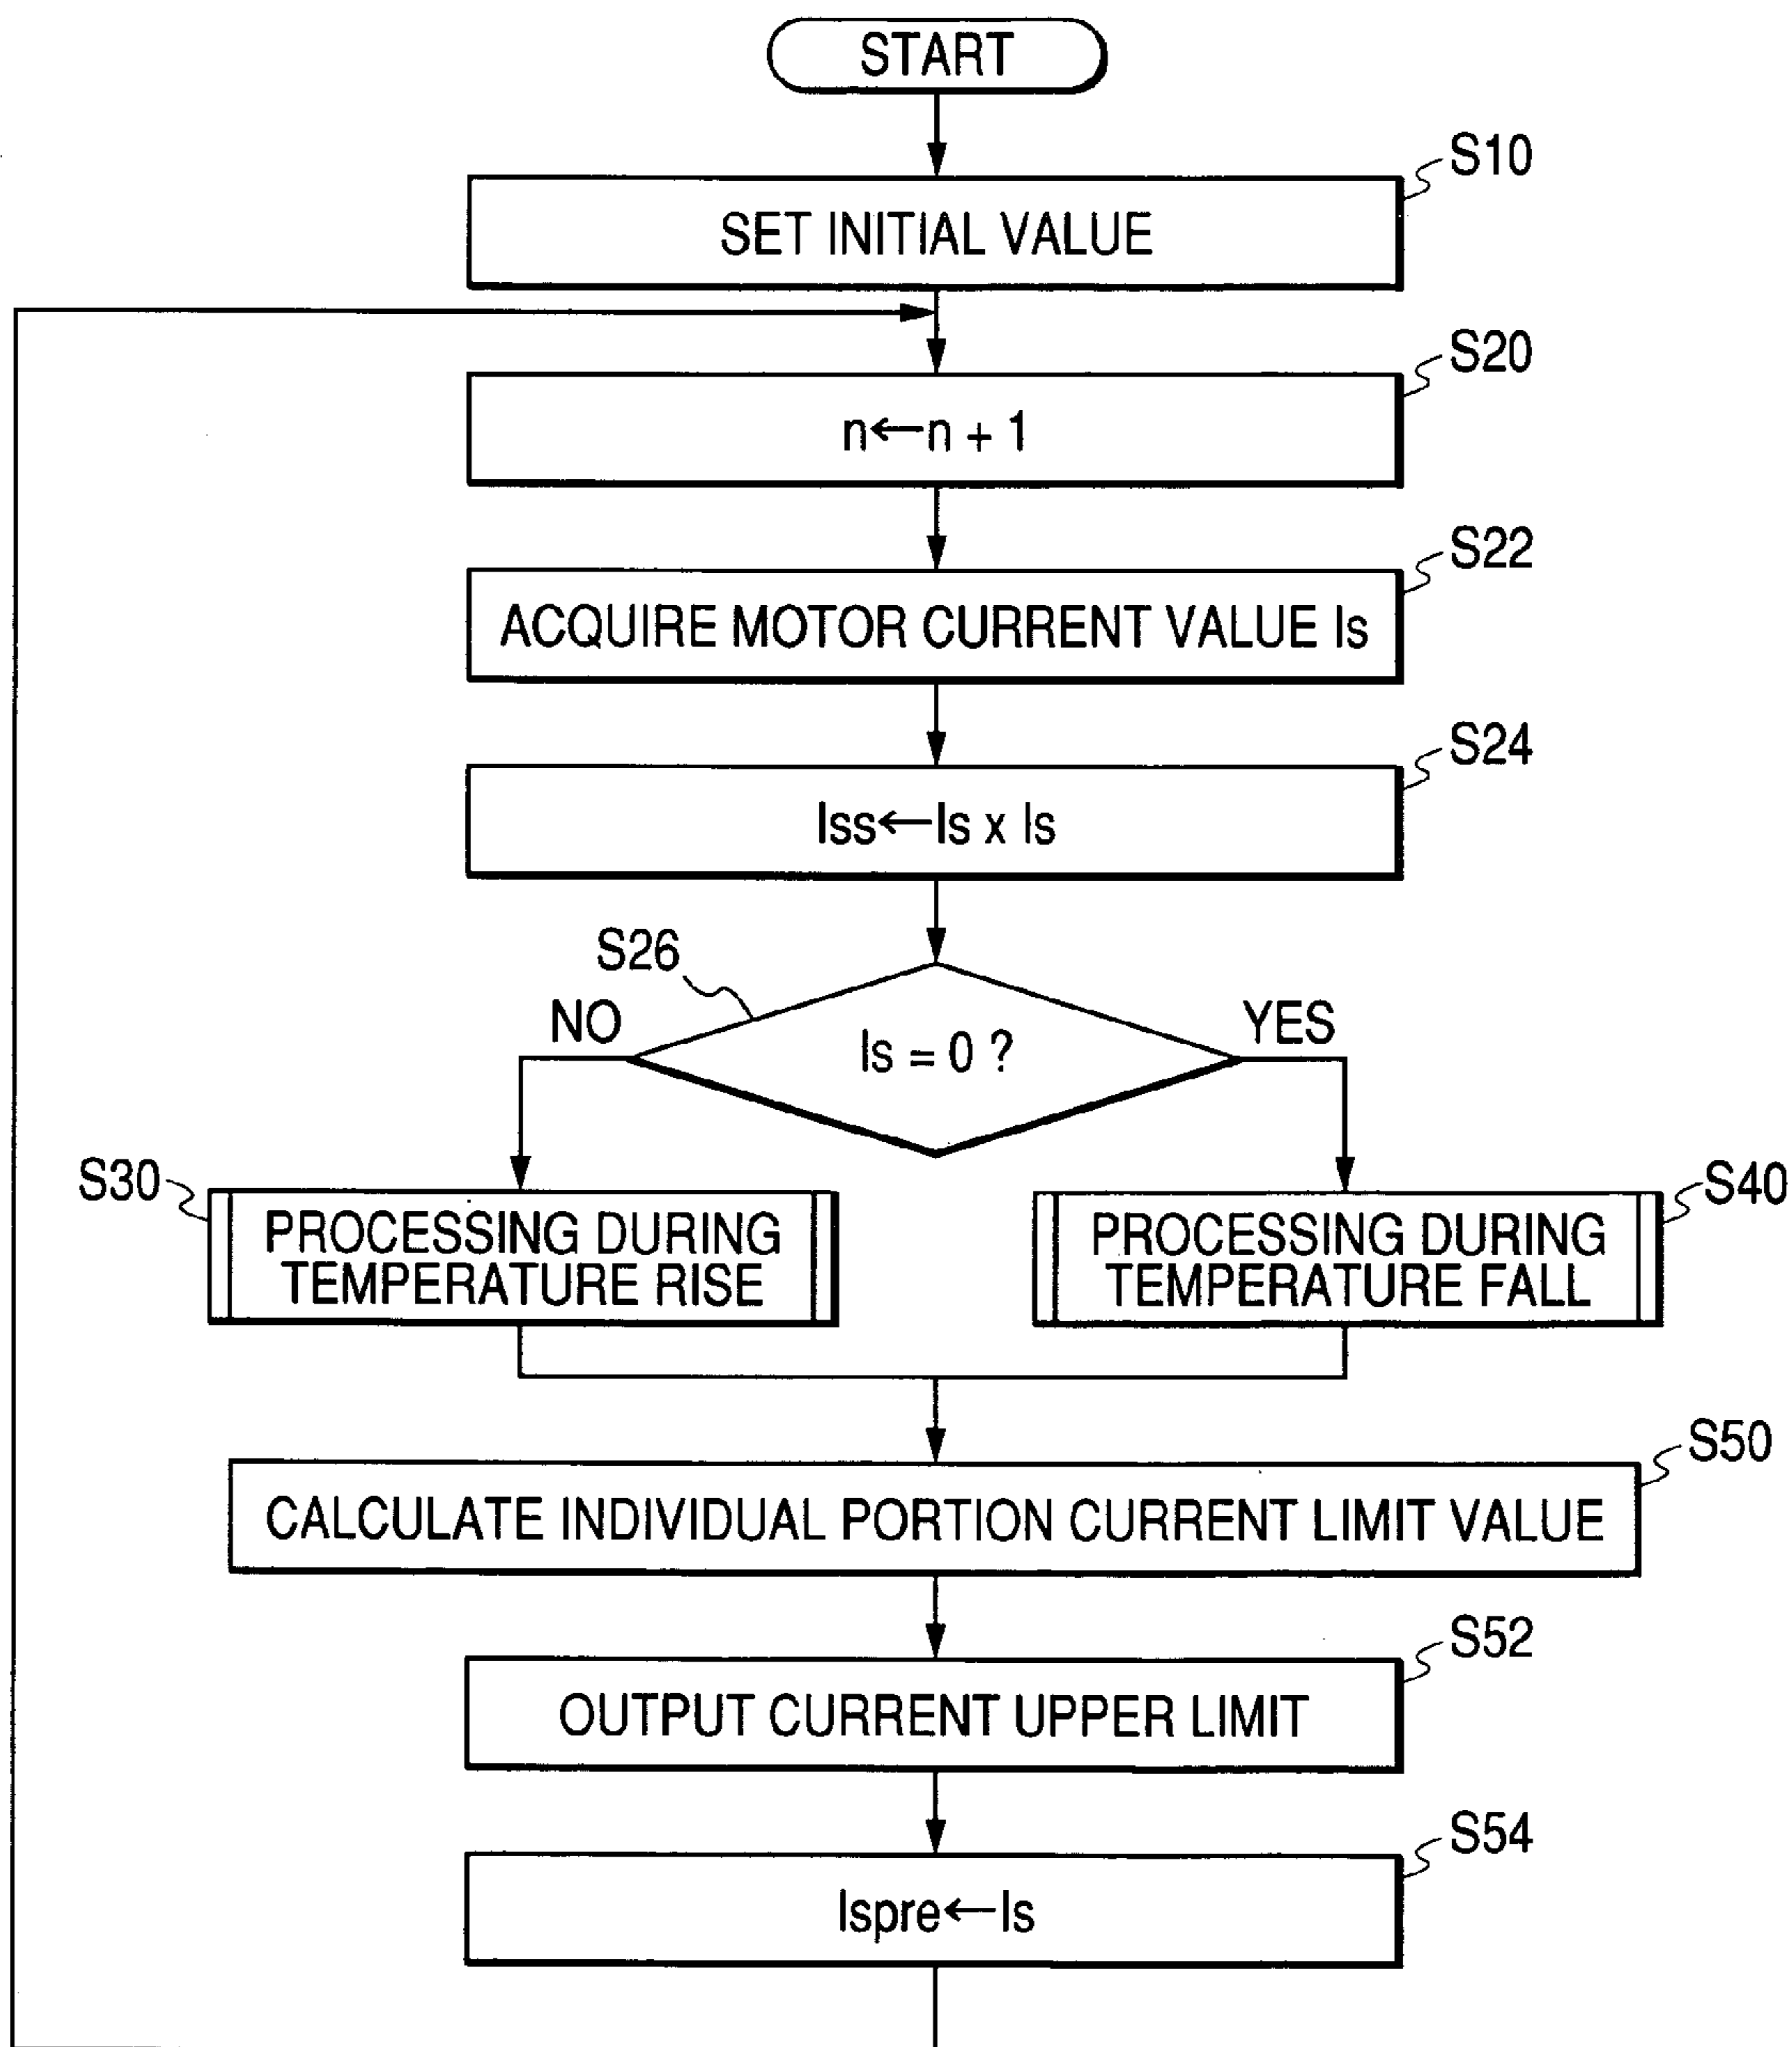 START
S10
SET INITIAL VALUE
S20
n←n + 1
S22
ACQUIRE MOTOR CURRENT VALUE Is
S24
Iss←Is x Is
S26
NO
Is = 0 ?
YES
S30
PROCESSING DURING
TEMPERATURE RISE
S40
PROCESSING DURING
TEMPERATURE FALL
S50
CALCULATE INDIVIDUAL PORTION CURRENT LIMIT VALUE
S52
OUTPUT CURRENT UPPER LIMIT
S54
Ispre←Is